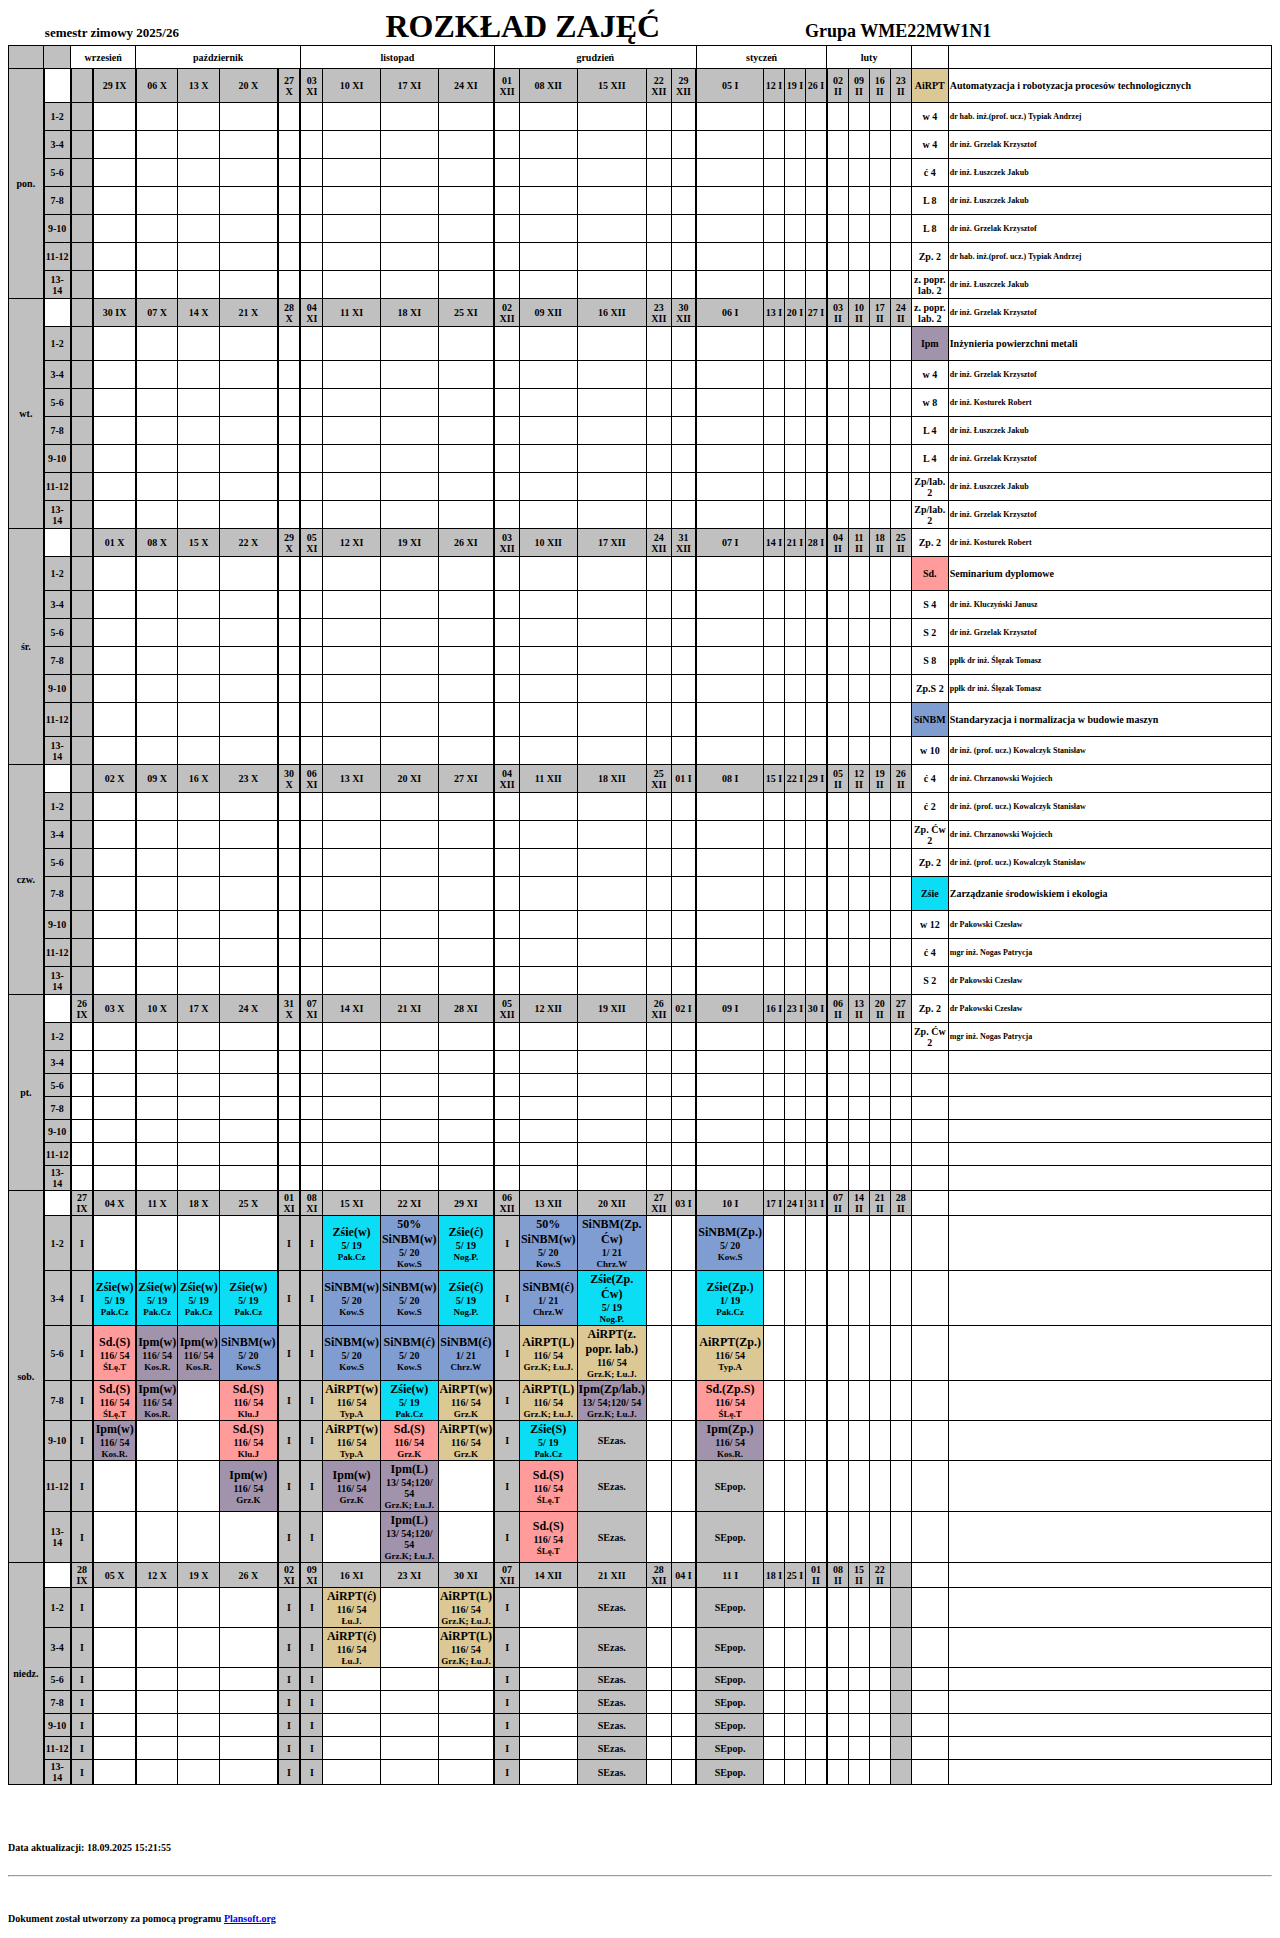 semestr zimowy 2025/26 ROZKŁAD ZAJĘĆ Grupa WME22MW1N1
wrzesień październik listopad grudzień styczeń luty
pon. 29 IX 06 X 13 X 20 X 27 X 03 XI 10 XI 17 XI 24 XI 01 XII 08 XII 15 XII 22 XII 29 XII 05 I 12 I 19 I 26 I 02 II 09 II 16 II 23 II AiRPT Automatyzacja i robotyzacja procesów technologicznych
1-2 w 4 dr hab. inż.(prof. ucz.) Typiak Andrzej
3-4 w 4 dr inż. Grzelak Krzysztof
5-6 ć 4 dr inż. Łuszczek Jakub
7-8 L 8 dr inż. Łuszczek Jakub
9-10 L 8 dr inż. Grzelak Krzysztof
11-12 Zp. 2 dr hab. inż.(prof. ucz.) Typiak Andrzej
13-14 z. popr. lab. 2 dr inż. Łuszczek Jakub
wt. 30 IX 07 X 14 X 21 X 28 X 04 XI 11 XI 18 XI 25 XI 02 XII 09 XII 16 XII 23 XII 30 XII 06 I 13 I 20 I 27 I 03 II 10 II 17 II 24 II z. popr. lab. 2 dr inż. Grzelak Krzysztof
1-2 Ipm Inżynieria powierzchni metali
3-4 w 4 dr inż. Grzelak Krzysztof
5-6 w 8 dr inż. Kosturek Robert
7-8 L 4 dr inż. Łuszczek Jakub
9-10 L 4 dr inż. Grzelak Krzysztof
11-12 Zp/lab. 2 dr inż. Łuszczek Jakub
13-14 Zp/lab. 2 dr inż. Grzelak Krzysztof
śr. 01 X 08 X 15 X 22 X 29 X 05 XI 12 XI 19 XI 26 XI 03 XII 10 XII 17 XII 24 XII 31 XII 07 I 14 I 21 I 28 I 04 II 11 II 18 II 25 II Zp. 2 dr inż. Kosturek Robert
1-2 Sd. Seminarium dyplomowe
3-4 S 4 dr inż. Kluczyński Janusz
5-6 S 2 dr inż. Grzelak Krzysztof
7-8 S 8 ppłk dr inż. Ślęzak Tomasz
9-10 Zp.S 2 ppłk dr inż. Ślęzak Tomasz
11-12 SiNBM Standaryzacja i normalizacja w budowie maszyn
13-14 w 10 dr inż. (prof. ucz.) Kowalczyk Stanisław
czw. 02 X 09 X 16 X 23 X 30 X 06 XI 13 XI 20 XI 27 XI 04 XII 11 XII 18 XII 25 XII 01 I 08 I 15 I 22 I 29 I 05 II 12 II 19 II 26 II ć 4 dr inż. Chrzanowski Wojciech
1-2 ć 2 dr inż. (prof. ucz.) Kowalczyk Stanisław
3-4 Zp. Ćw 2 dr inż. Chrzanowski Wojciech
5-6 Zp. 2 dr inż. (prof. ucz.) Kowalczyk Stanisław
7-8 Zśie Zarządzanie środowiskiem i ekologia
9-10 w 12 dr Pakowski Czesław
11-12 ć 4 mgr inż. Nogas Patrycja
13-14 S 2 dr Pakowski Czesław
pt. 26 IX 03 X 10 X 17 X 24 X 31 X 07 XI 14 XI 21 XI 28 XI 05 XII 12 XII 19 XII 26 XII 02 I 09 I 16 I 23 I 30 I 06 II 13 II 20 II 27 II Zp. 2 dr Pakowski Czesław
1-2 Zp. Ćw 2 mgr inż. Nogas Patrycja
3-4
5-6
7-8
9-10
11-12
13-14
sob. 27 IX 04 X 11 X 18 X 25 X 01 XI 08 XI 15 XI 22 XI 29 XI 06 XII 13 XII 20 XII 27 XII 03 I 10 I 17 I 24 I 31 I 07 II 14 II 21 II 28 II
1-2 I I I Zśie(w) 5/ 19 Pak.Cz 50% SiNBM(w) 5/ 20 Kow.S Zśie(ć) 5/ 19 Nog.P. I 50% SiNBM(w) 5/ 20 Kow.S SiNBM(Zp. Ćw) 1/ 21 Chrz.W SiNBM(Zp.) 5/ 20 Kow.S
3-4 I Zśie(w) 5/ 19 Pak.Cz Zśie(w) 5/ 19 Pak.Cz Zśie(w) 5/ 19 Pak.Cz Zśie(w) 5/ 19 Pak.Cz I I SiNBM(w) 5/ 20 Kow.S SiNBM(w) 5/ 20 Kow.S Zśie(ć) 5/ 19 Nog.P. I SiNBM(ć) 1/ 21 Chrz.W Zśie(Zp. Ćw) 5/ 19 Nog.P. Zśie(Zp.) 1/ 19 Pak.Cz
5-6 I Sd.(S) 116/ 54 ŚLę.T Ipm(w) 116/ 54 Kos.R. Ipm(w) 116/ 54 Kos.R. SiNBM(w) 5/ 20 Kow.S I I SiNBM(w) 5/ 20 Kow.S SiNBM(ć) 5/ 20 Kow.S SiNBM(ć) 1/ 21 Chrz.W I AiRPT(L) 116/ 54 Grz.K; Łu.J. AiRPT(z. popr. lab.) 116/ 54 Grz.K; Łu.J. AiRPT(Zp.) 116/ 54 Typ.A
7-8 I Sd.(S) 116/ 54 ŚLę.T Ipm(w) 116/ 54 Kos.R. Sd.(S) 116/ 54 Klu.J I I AiRPT(w) 116/ 54 Typ.A Zśie(w) 5/ 19 Pak.Cz AiRPT(w) 116/ 54 Grz.K I AiRPT(L) 116/ 54 Grz.K; Łu.J. Ipm(Zp/lab.) 13/ 54;120/ 54 Grz.K; Łu.J. Sd.(Zp.S) 116/ 54 ŚLę.T
9-10 I Ipm(w) 116/ 54 Kos.R. Sd.(S) 116/ 54 Klu.J I I AiRPT(w) 116/ 54 Typ.A Sd.(S) 116/ 54 Grz.K AiRPT(w) 116/ 54 Grz.K I Zśie(S) 5/ 19 Pak.Cz SEzas. Ipm(Zp.) 116/ 54 Kos.R.
11-12 I Ipm(w) 116/ 54 Grz.K I I Ipm(w) 116/ 54 Grz.K Ipm(L) 13/ 54;120/ 54 Grz.K; Łu.J. I Sd.(S) 116/ 54 ŚLę.T SEzas. SEpop.
13-14 I I I Ipm(L) 13/ 54;120/ 54 Grz.K; Łu.J. I Sd.(S) 116/ 54 ŚLę.T SEzas. SEpop.
niedz. 28 IX 05 X 12 X 19 X 26 X 02 XI 09 XI 16 XI 23 XI 30 XI 07 XII 14 XII 21 XII 28 XII 04 I 11 I 18 I 25 I 01 II 08 II 15 II 22 II
1-2 I I I AiRPT(ć) 116/ 54 Łu.J. AiRPT(L) 116/ 54 Grz.K; Łu.J. I SEzas. SEpop.
3-4 I I I AiRPT(ć) 116/ 54 Łu.J. AiRPT(L) 116/ 54 Grz.K; Łu.J. I SEzas. SEpop.
5-6 I I I I SEzas. SEpop.
7-8 I I I I SEzas. SEpop.
9-10 I I I I SEzas. SEpop.
11-12 I I I I SEzas. SEpop.
13-14 I I I I SEzas. SEpop.
Data aktualizacji: 18.09.2025 15:21:55
Dokument został utworzony za pomocą programu Plansoft.org